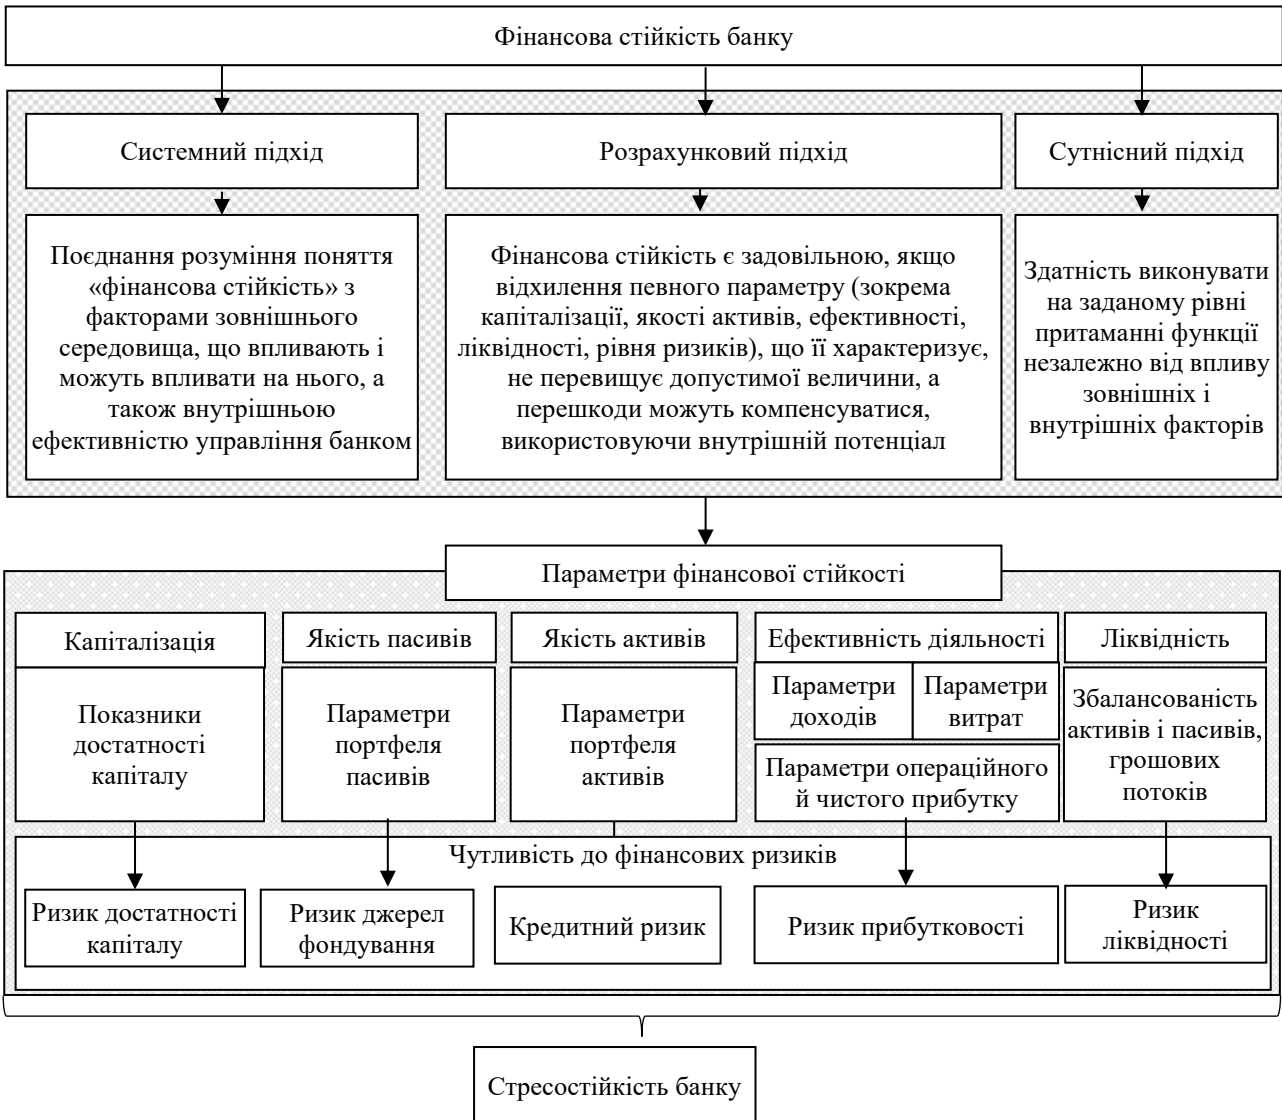 Фінансова стійкість банку
Системний підхід
Розрахунковий підхід
Сутнісний підхід
Поєднання розуміння поняття
«фінансова стійкість» з
факторами зовнішнього
середовища, що впливають і
можуть впливати на нього, а
також внутрішньою
ефективністю управління банком
Фінансова стійкість є задовільною, якщо
відхилення певного параметру (зокрема
капіталізації, якості активів, ефективності,
ліквідності, рівня ризиків), що її характеризує,
не перевищує допустимої величини, а
перешкоди можуть компенсуватися,
використовуючи внутрішній потенціал
Здатність виконувати
на заданому рівні
притаманні функції
незалежно від впливу
зовнішніх і
внутрішніх факторів
Параметри фінансової стійкості
Капіталізація
Якість пасивів
Якість активів
Ефективність діяльності
Ліквідність
Показники
достатності
капіталу
Параметри
портфеля
пасивів
Параметри
портфеля
активів
Параметри
доходів
Параметри
витрат
Параметри операційного
й чистого прибутку
Збалансованість
активів і пасивів,
грошових
потоків
Чутливість до фінансових ризиків
Ризик достатності
капіталу
Ризик джерел
фондування
Кредитний ризик
Ризик прибутковості
Ризик
ліквідності
Стресостійкість банку